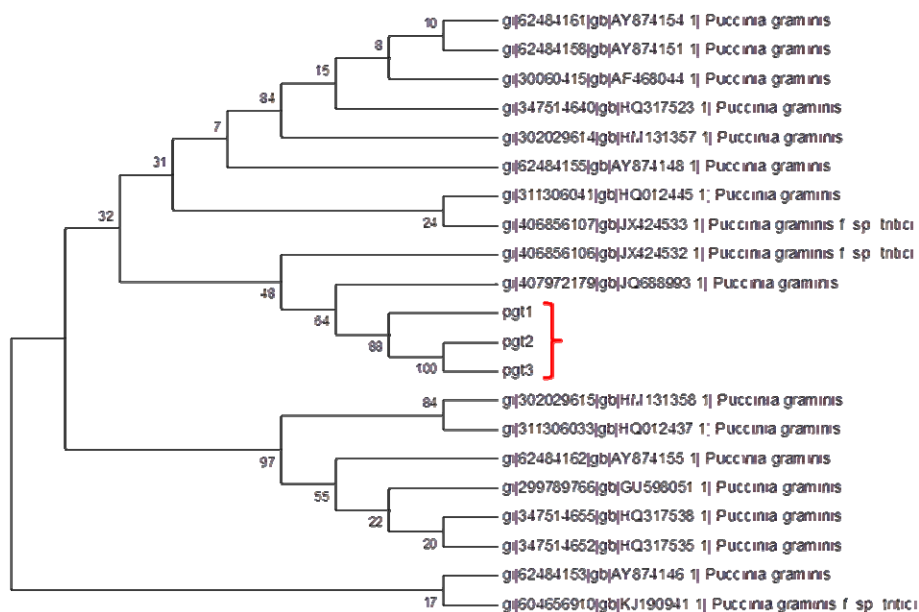 10
gi|62484161|gb|AY874154 1| Puccinia graminis
gi|62484158|gb|AY874151 1| Puccinia graminis
8
gi|30060415|gb|AF468044 1| Puccinia graminis
15
gi|347514640|gb|HQ317523 1| Puccinia graminis
84
gi|302029614|gb|HM131357 1| Puccinia graminis
7
gi|62484155|gb|AY874148 1| Puccinia graminis
31
gi|311306041|gb|HQ012445 1| Puccinia graminis
24
gi|406856107|gb|JX424533 1| Puccinia graminis f sp tritici
32
gi|406856106|gb|JX424532 1| Puccinia graminis f sp tritici
48
gi|407972179|gb|JQ688993 1| Puccinia graminis
64
pgt1
88
pgt2
100
pgt3
84
gi|302029615|gb|HM131358 1| Puccinia graminis
gi|311306033|gb|HQ012437 1| Puccinia graminis
97
gi|62484162|gb|AY874155 1| Puccinia graminis
55
gi|299789766|gb|GU598051 1| Puccinia graminis
22
gi|347514655|gb|HQ317538 1| Puccinia graminis
20
gi|347514652|gb|HQ317535 1| Puccinia graminis
gi|62484153|gb|AY874146 1| Puccinia graminis
17
gi|604656910|gb|KJ190941 1| Puccinia graminis f sp tritici